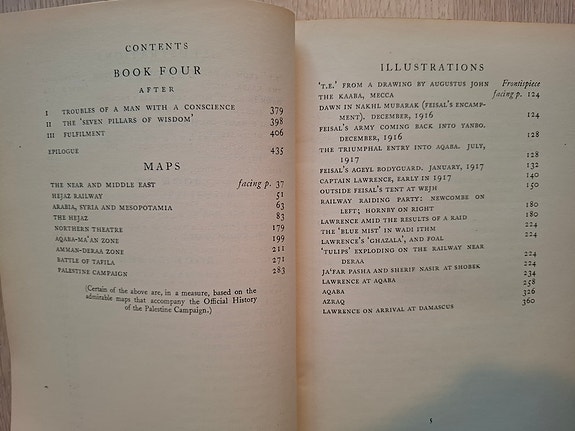 CONTENTS
BOOK FOUR
AFTER
I TROUBLES OF A MAN WITH A CONSCIENCE 379
II THE 'SEVEN PILLARS OF WISDOM' 398
III FULFILMENT 406
EPILOGUE 435
MAPS
THE NEAR AND MIDDLE EAST facing p. 37
HEJAZ RAILWAY 51
ARABIA, SYRIA AND MESOPOTAMIA 63
THE HEJAZ 83
NORTHERN THEATRE 179
AQABA-MA'AN ZONE 199
AMMAN-DERAA ZONE 211
BATTLE OF TAFILA 271
PALESTINE CAMPAIGN 283
(Certain of the above are, in a measure, based on the
admirable maps that accompany the Official History
of the Palestine Campaign.)
ILLUSTRATIONS
'T.E.' FROM A DRAWING BY AUGUSTUS JOHN Frontispiece
THE KAABA, MECCA facing p. 124
DAWN IN NAKHL MUBARAK (FEISAL'S ENCAMP-
MENT). DECEMBER, 1916 124
FEISAL'S ARMY COMING BACK INTO YANBO.
DECEMBER, 1916 128
THE TRIUMPHAL ENTRY INTO AQABA. JULY,
1917 128
FEISAL'S AGEYL BODYGUARD. JANUARY, 1917 132
CAPTAIN LAWRENCE, EARLY IN 1917 140
OUTSIDE FEISAL'S TENT AT WEJH 150
RAILWAY RAIDING PARTY: NEWCOMBE ON
LEFT; HORNBY ON RIGHT 180
LAWRENCE AMID THE RESULTS OF A RAID 180
THE 'BLUE MIST' IN WADI ITHM 224
LAWRENCE'S 'GHAZALA', AND FOAL 224
'TULIPS' EXPLODING ON THE RAILWAY NEAR
DERAA 224
JA'FAR PASHA AND SHERIF NASIR AT SHOBEK 224
LAWRENCE AT AQABA 234
AQABA 258
AZRAQ 326
LAWRENCE ON ARRIVAL AT DAMASCUS 360
5